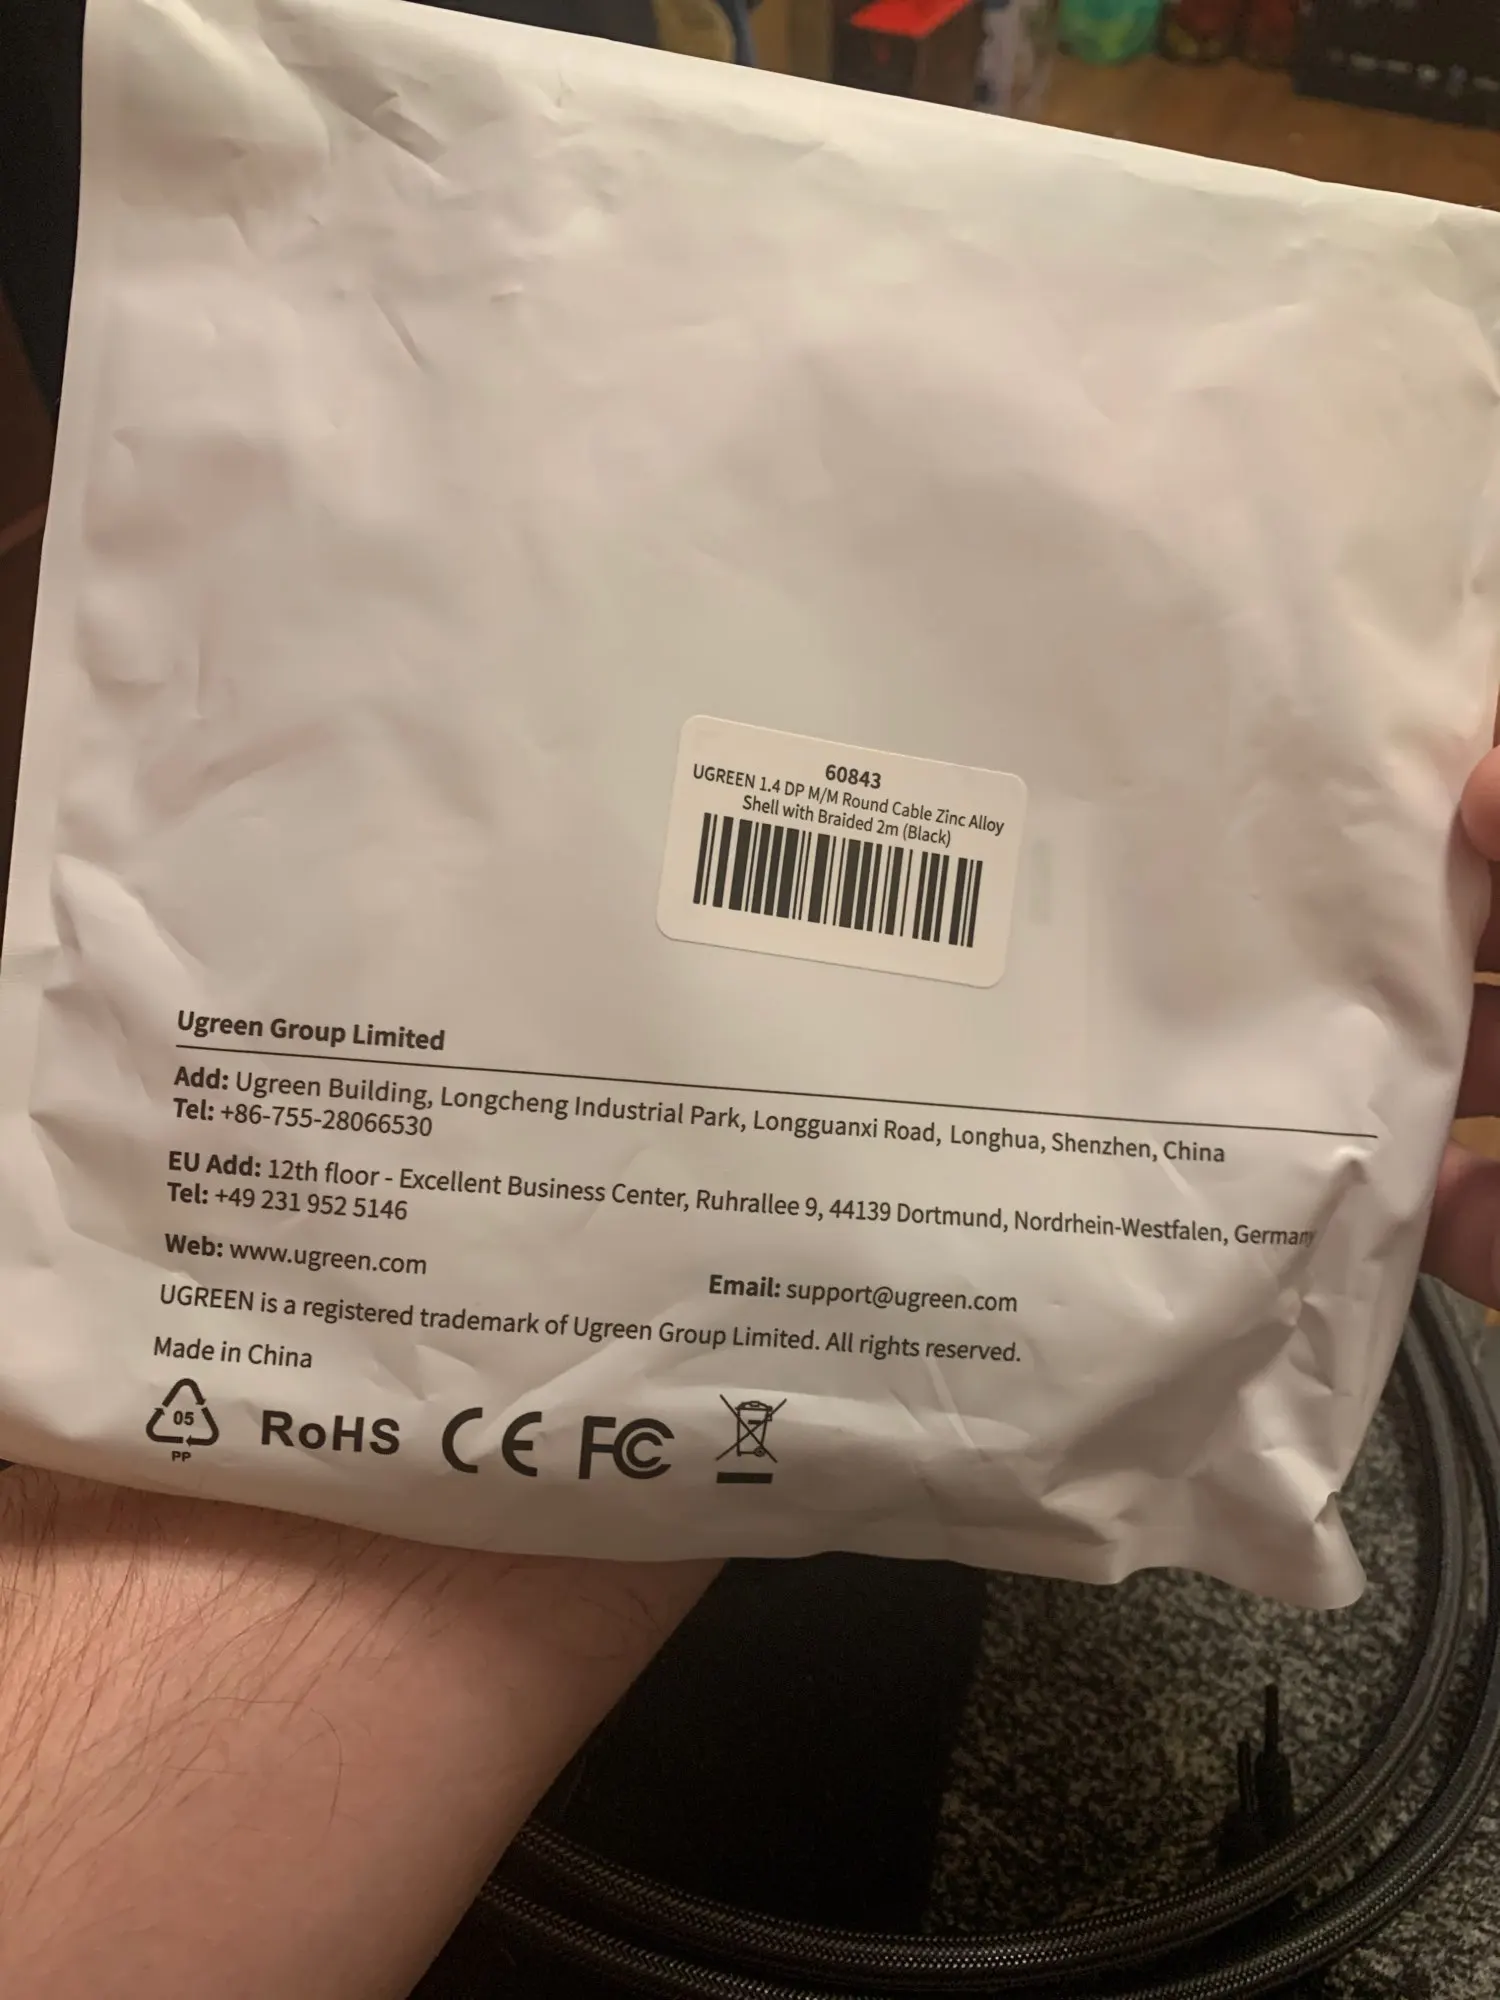 60843
UGREEN 1.4 DP M/M Round Cable Zinc Alloy
Shell with Braided 2m (Black)
Ugreen Group Limited
Add: Ugreen Building, Longcheng Industrial Park, Longguanxi Road, Longhua, Shenzhen, China
Tel: +86-755-28066530
EU Add: 12th floor - Excellent Business Center, Ruhrallee 9, 44139 Dortmund, Nordrhein-Westfalen, Germany
Tel: +49 231 952 5146
Web: www.ugreen.com
Email: support@ugreen.com
UGREEN is a registered trademark of Ugreen Group Limited. All rights reserved.
Made in China
05
PP
RoHS CE FC